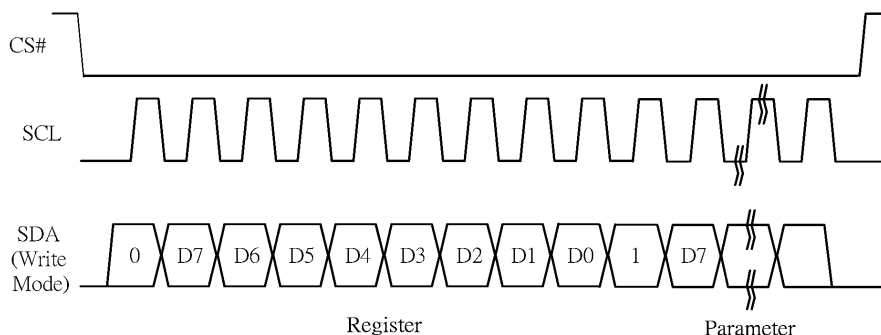 CS#
SCL
SDA
(Write
Mode)
0 D7 D6 D5 D4 D3 D2 D1 D0 1 D7
Register Parameter